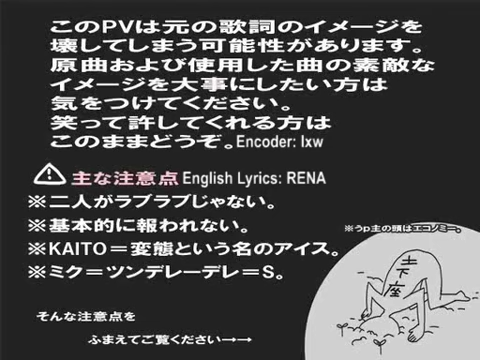 このPVは元の歌詞のイメージを
壊してしまう可能性があります。
原曲および使用した曲の素敵な
イメージを大事にしたい方は
気をつけてください。
笑って許してくれる方は
このままどうぞ。Encoder: lxw
主な注意点 English Lyrics: RENA
※二人がラブラブじゃない。
※基本的に報われない。
※うp主の頭はエコノミー。
※KAITO＝変態という名のアイス。
※ミク＝ツンデレーデレ＝S。
土下座
そんな注意点を
ふまえてご覧ください→→